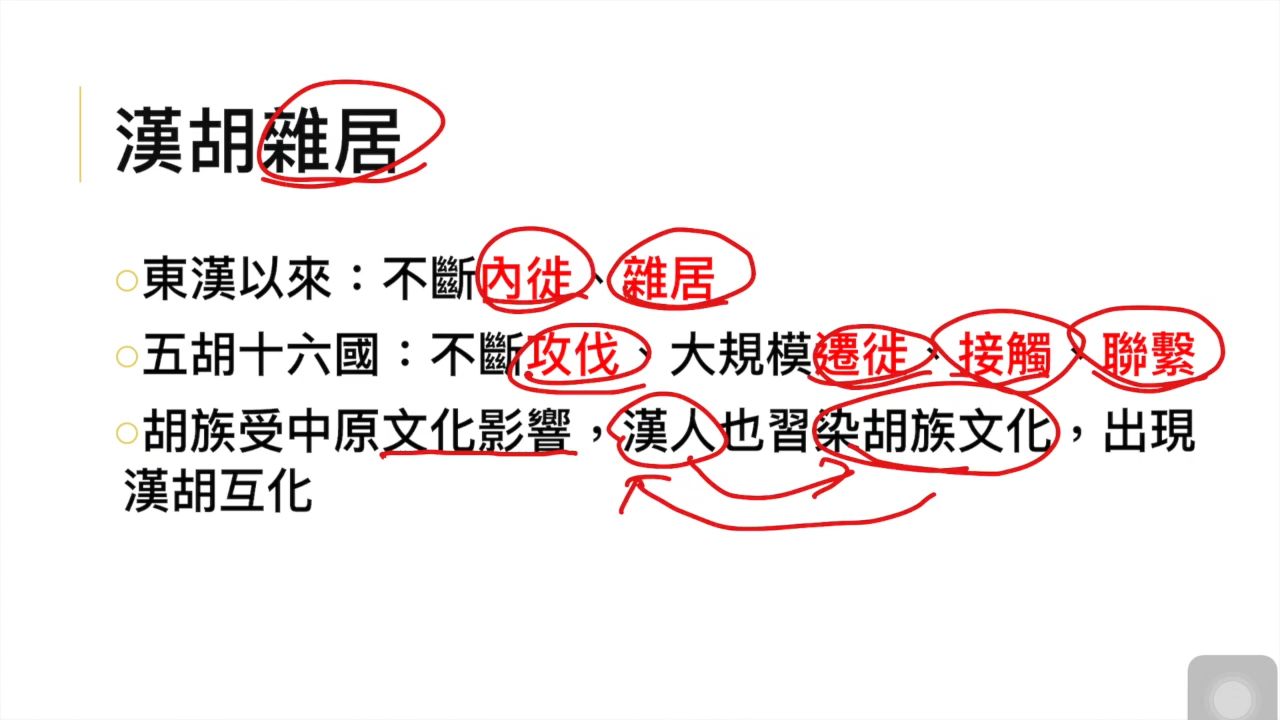 漢胡雜居
東漢以來：不斷內徙、雜居
五胡十六國：不斷攻伐、大規模遷徙、接觸、聯繫
胡族受中原文化影響，漢人也習染胡族文化，出現
漢胡互化